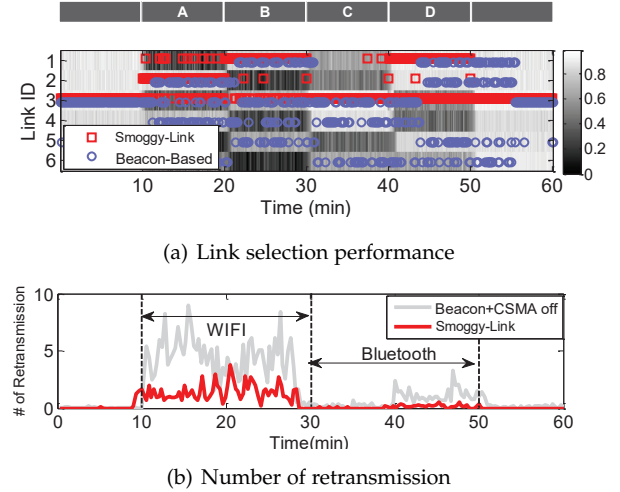 A B C D
Link ID
1
2
3
4
5
6
Smoggy-Link
Beacon-Based
10 20 30 40 50 60
Time (min)
0.8
0.6
0.4
0.2
0
(a) Link selection performance
# of Retransmission
10
5
0
WIFI
Bluetooth
Beacon+CSMA off
Smoggy-Link
0 10 20 30 40 50 60
Time(min)
(b) Number of retransmission